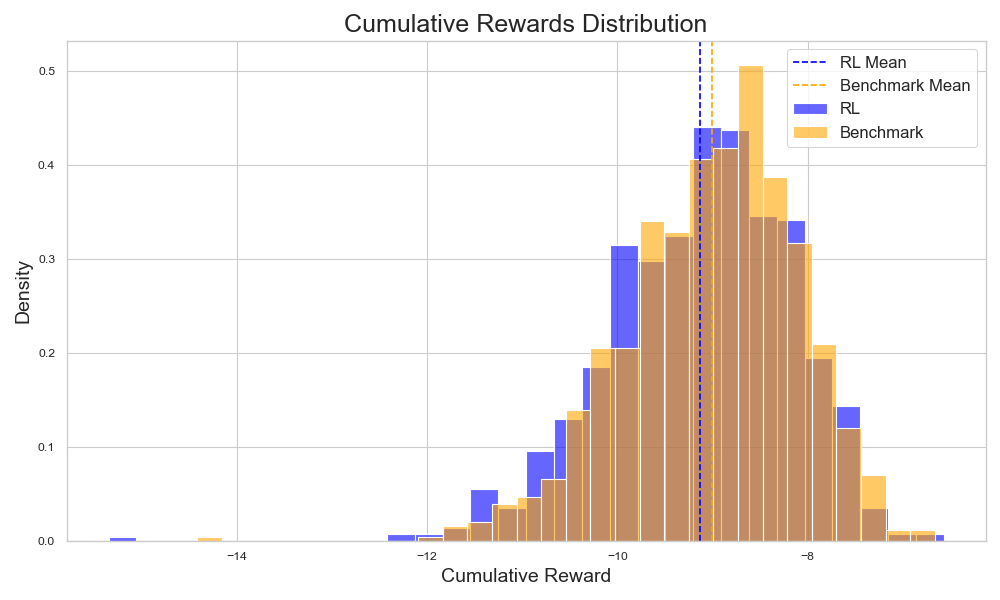 Cumulative Rewards Distribution
RL Mean
Benchmark Mean
RL
Benchmark
Density
0.5
0.4
0.3
0.2
0.1
0.0
−14
−12
−10
−8
Cumulative Reward